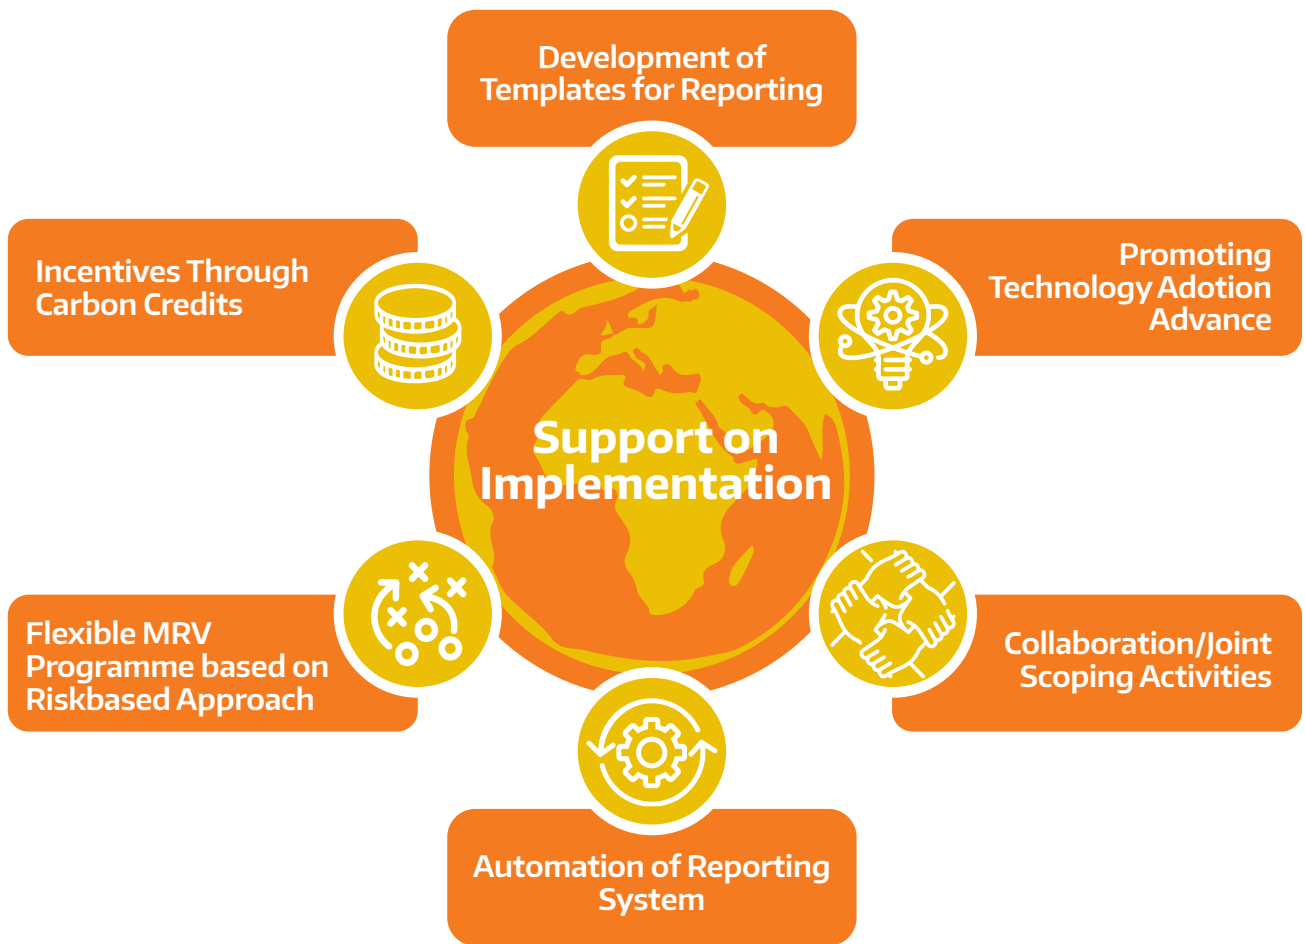 Development of
Templates for Reporting
Incentives Through
Carbon Credits
Promoting
Technology Adotion
Advance
Support on
Implementation
Flexible MRV
Programme based on
Riskbased Approach
Collaboration/Joint
Scoping Activities
Automation of Reporting
System